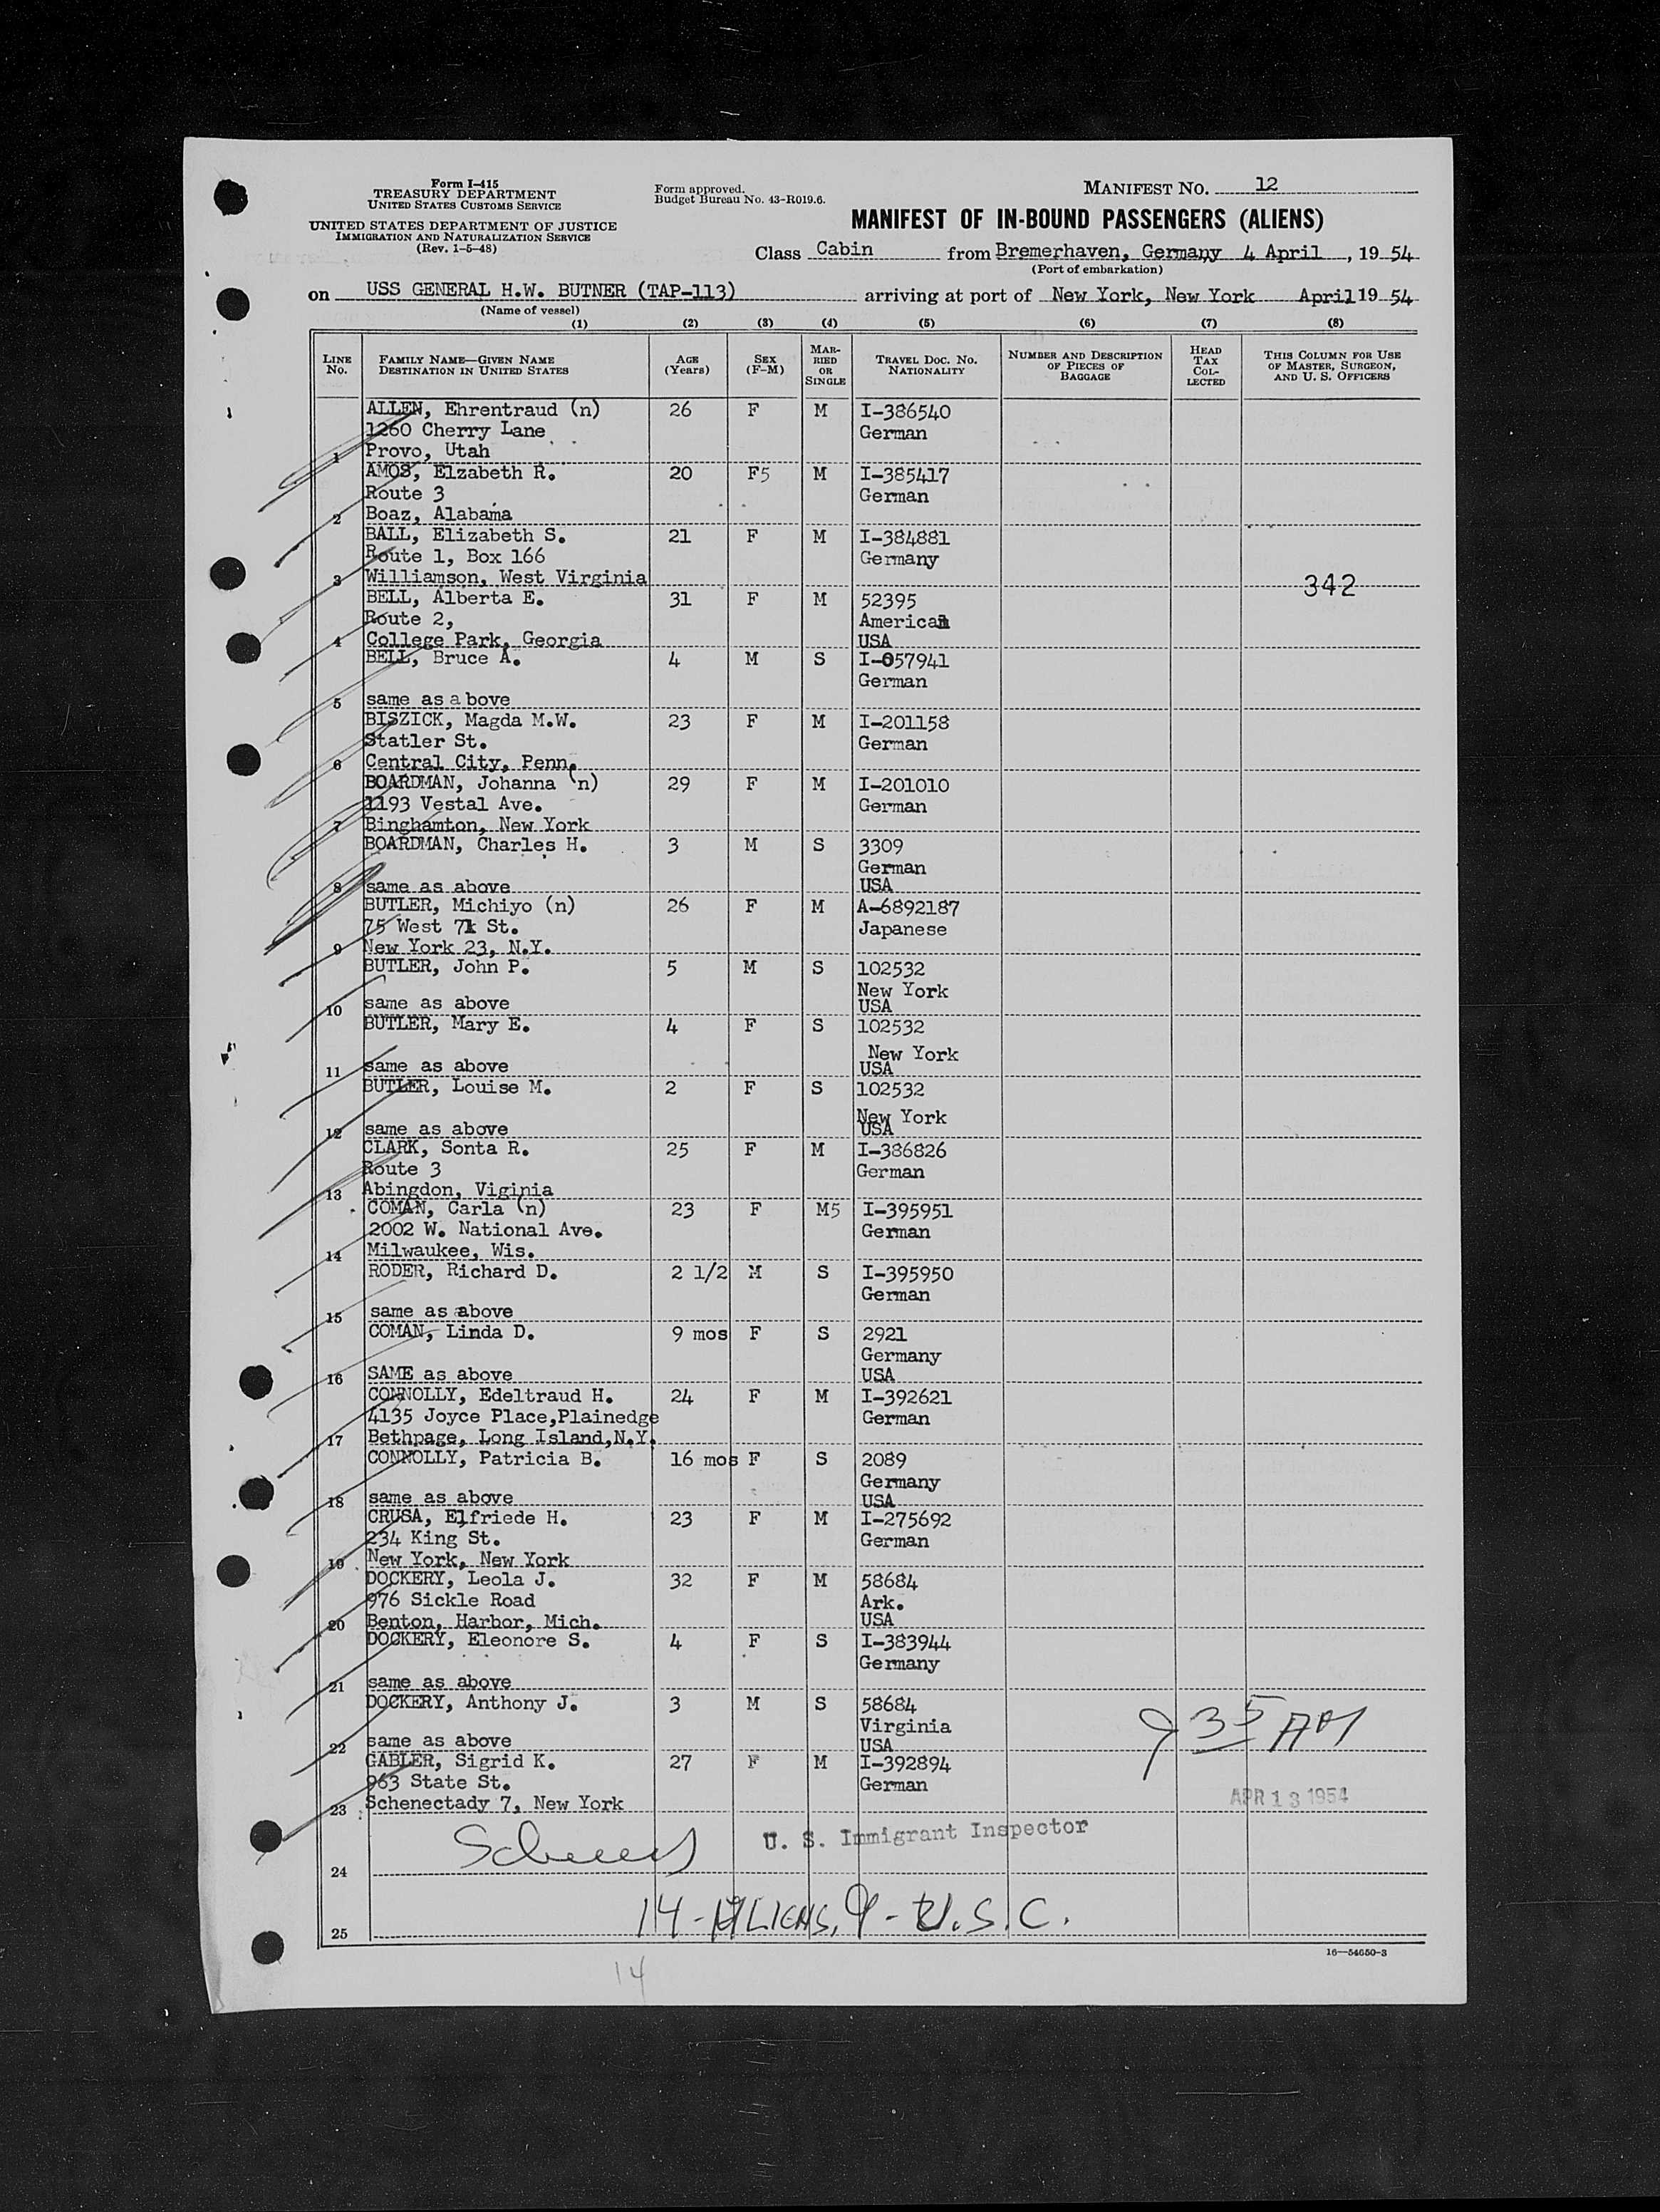 Form I-415
TREASURY DEPARTMENT
UNITED STATES CUSTOMS SERVICE
UNITED STATES DEPARTMENT OF JUSTICE
IMMIGRATION AND NATURALIZATION SERVICE
(Rev. 1-5-48)
Form approved.
Budget Bureau No. 43-R019.6.
MANIFEST NO. 12
MANIFEST OF IN-BOUND PASSENGERS (ALIENS)
Class Cabin from Bremerhaven, Germany 4 April, 19 54
(Port of embarkation)
on USS GENERAL H.W. BUTNER (TAP-113) arriving at port of New York, New York April 19 54
(Name of vessel)
(1) (2) (3) (4) (5) (6) (7) (8)
LINE NO. FAMILY NAME—GIVEN NAME DESTINATION IN UNITED STATES AGE (Years) SEX (F-M) MARRIED OR SINGLE TRAVEL DOC. NO. NATIONALITY NUMBER AND DESCRIPTION OF PIECES OF BAGGAGE HEAD TAX COLLECTED THIS COLUMN FOR USE OF MASTER, SURGEON, AND U. S. OFFICERS
ALLEN, Ehrentraud (n) 26 F M I-386540
1260 Cherry Lane German
1 Provo, Utah
AMOS, Elzabeth R. 20 F5 M I-385417
Route 3 German
2 Boaz, Alabama
BALL, Elizabeth S. 21 F M I-384881
Route 1, Box 166 Germany
3 Williamson, West Virginia 342
BELL, Alberta E. 31 F M 52395
Route 2, American
4 College Park, Georgia USA
BELL, Bruce A. 4 M S I-057941
German
5 same as above
BISZICK, Magda M.W. 23 F M I-201158
Statler St. German
6 Central City, Penn.
BOARDMAN, Johanna (n) 29 F M I-201010
1193 Vestal Ave. German
7 Binghamton, New York
BOARDMAN, Charles H. 3 M S 3309
German
8 same as above USA
BUTLER, Michiyo (n) 26 F M A-6892187
75 West 71 St. Japanese
9 New York 23, N.Y.
BUTLER, John P. 5 M S 102532
New York
10 same as above USA
BUTLER, Mary E. 4 F S 102532
New York
11 same as above USA
BUTLER, Louise M. 2 F S 102532
New York
12 same as above USA
CLARK, Sonta R. 25 F M I-386826
Route 3 German
13 Abingdon, Viginia
COMAN, Carla (n) 23 F M5 I-395951
2002 W. National Ave. German
14 Milwaukee, Wis.
RODER, Richard D. 2 1/2 M S I-395950
German
15 same as above
COMAN, Linda D. 9 mos F S 2921
Germany
16 SAME as above USA
CONNOLLY, Edeltraud H. 24 F M I-392621
4135 Joyce Place,Plainedge German
17 Bethpage, Long Island,N.Y.
CONNOLLY, Patricia B. 16 mos F S 2089
Germany
18 same as above USA
CRUSA, Elfriede H. 23 F M I-275692
234 King St. German
19 New York, New York
DOCKERY, Leola J. 32 F M 58684
976 Sickle Road Ark.
20 Benton, Harbor, Mich. USA
DOCKERY, Eleonore S. 4 F S I-383944
Germany
21 same as above
DOCKERY, Anthony J. 3 M S 58684
Virginia
22 same as above USA
9 35 AM
GABLER, Sigrid K. 27 F M I-392894
963 State St. German
APR 13 1954
23 Schenectady 7, New York
U. S. Immigrant Inspector
24
14-ALIENS, 9-U.S.C.
25
16—54650-3
14